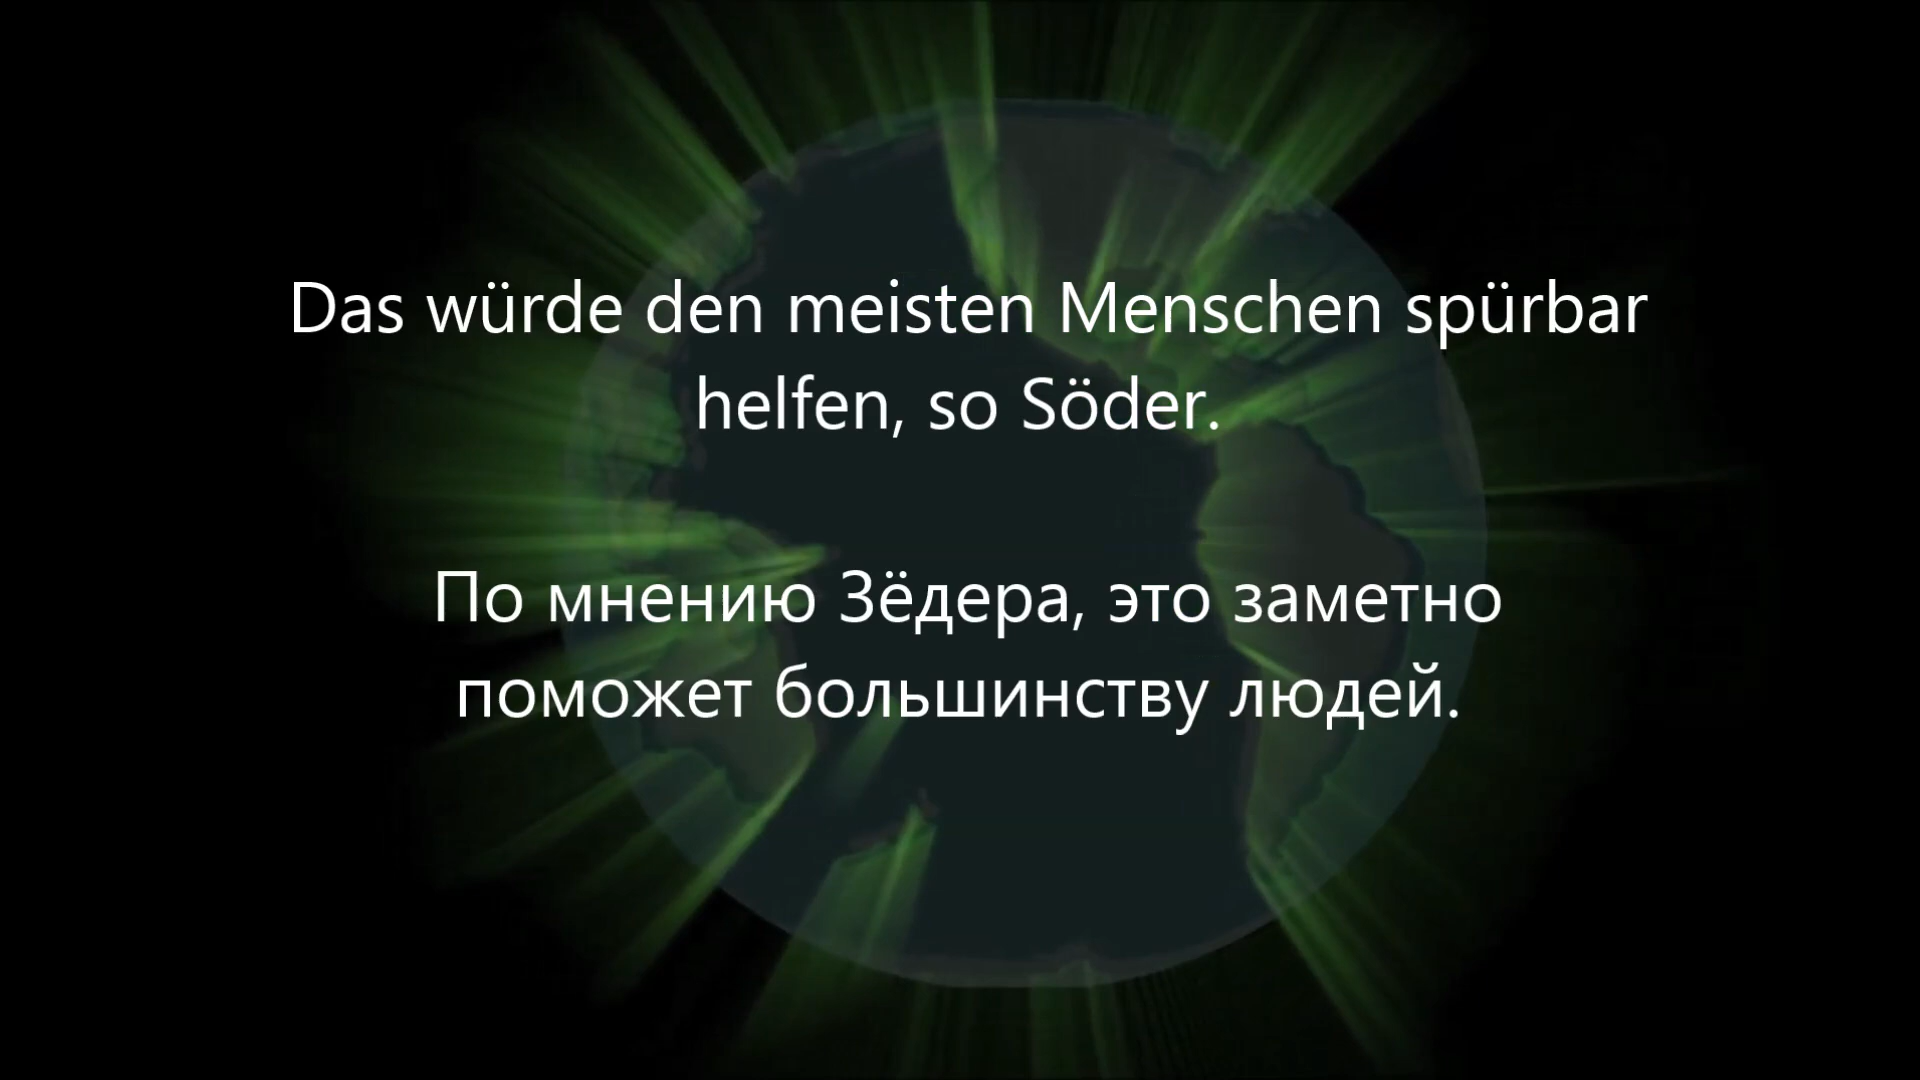 Das würde den meisten Menschen spürbar
helfen, so Söder.
По мнению Зёдера, это заметно
поможет большинству людей.